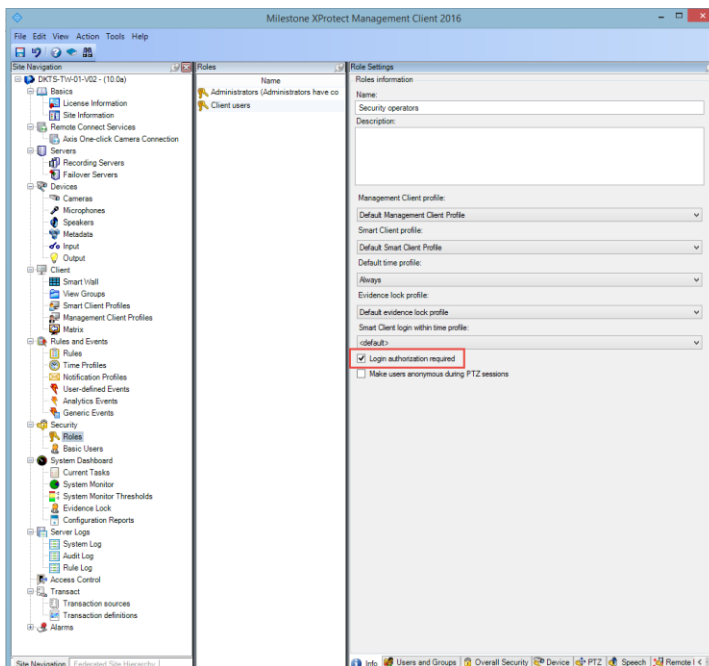 Milestone XProtect Management Client 2016
File Edit View Action Tools Help
Site Navigation
DKTS-TW-01-V02 - (10.0a)
Basics
License Information
Site Information
Remote Connect Services
Axis One-click Camera Connection
Servers
Recording Servers
Failover Servers
Devices
Cameras
Microphones
Speakers
Metadata
Input
Output
Client
Smart Wall
View Groups
Smart Client Profiles
Management Client Profiles
Matrix
Rules and Events
Rules
Time Profiles
Notification Profiles
User-defined Events
Analytics Events
Generic Events
Security
Roles
Basic Users
System Dashboard
Current Tasks
System Monitor
System Monitor Thresholds
Evidence Lock
Configuration Reports
Server Logs
System Log
Audit Log
Rule Log
Access Control
Transact
Transaction sources
Transaction definitions
Alarms
Site Navigation Federated Site Hierarchy
Roles
Name
Administrators (Administrators have co
Client users
Role Settings
Roles information
Name:
Security operators
Description:
Management Client profile:
Default Management Client Profile
Smart Client profile:
Default Smart Client Profile
Default time profile:
Always
Evidence lock profile:
Default evidence lock profile
Smart Client login within time profile:
<default>
Login authorization required
Make users anonymous during PTZ sessions
Info Users and Groups Overall Security Device PTZ Speech Remote